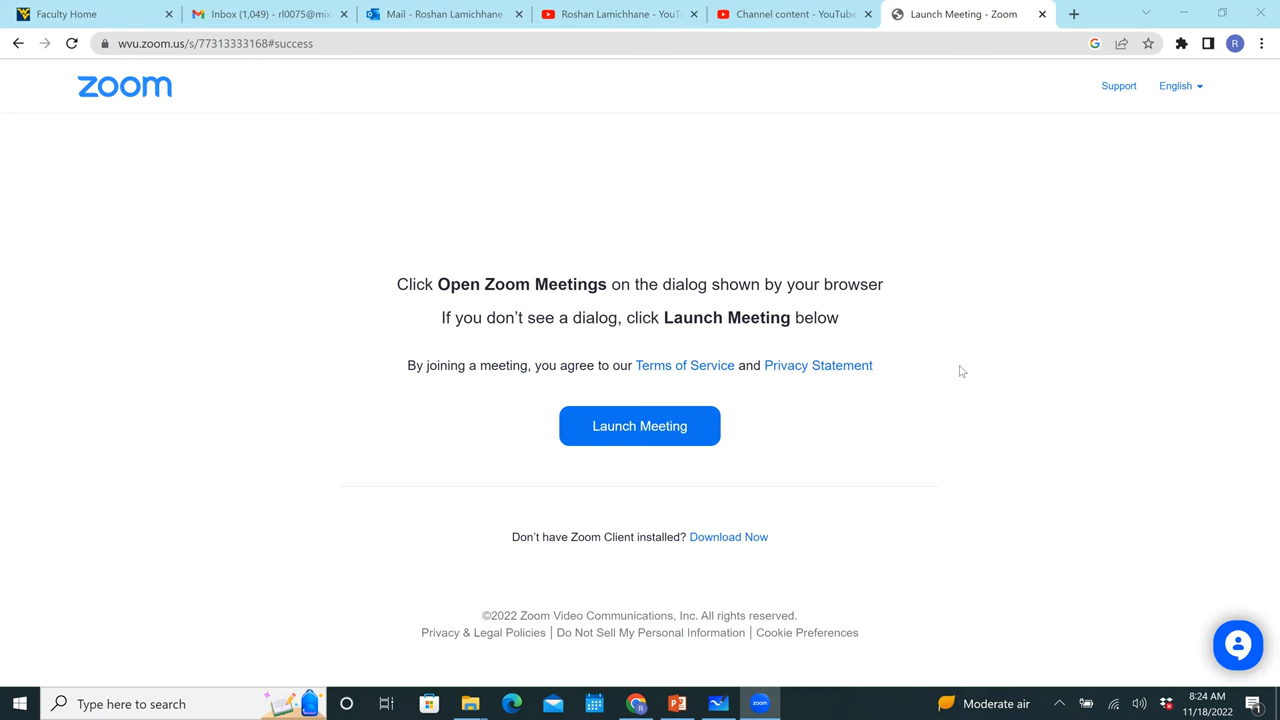 Faculty Home
Inbox (1,049) - rl0075@mix
Mail - Roshan Lamichhane
Roshan Lamichhane - YouT
Channel content - YouTube
Launch Meeting - Zoom
wvu.zoom.us/s/77313333168#success
R
zoom
Support
English
Click Open Zoom Meetings on the dialog shown by your browser
If you don’t see a dialog, click Launch Meeting below
By joining a meeting, you agree to our Terms of Service and Privacy Statement
Launch Meeting
Don’t have Zoom Client installed? Download Now
©2022 Zoom Video Communications, Inc. All rights reserved.
Privacy & Legal Policies | Do Not Sell My Personal Information | Cookie Preferences
Type here to search
zoom
Moderate air
8:24 AM
11/18/2022
1